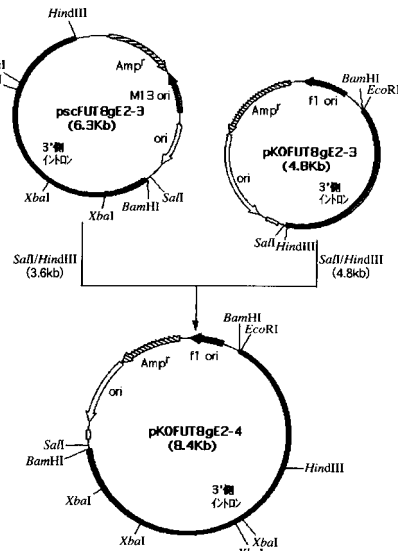 HindIII
Ampʳ
M13 ori
pscFUT8gE2-3
(6.3Kb)
ori
3'側
イントロン
XbaI
XbaI
BamHI
SalI
BamHI
EcoRI
f1 ori
Ampʳ
pKOFUT8gE2-3
(4.8Kb)
3'側
イントロン
ori
SalI
HindIII
SalI/HindIII
(3.6kb)
SalI/HindIII
(4.8kb)
BamHI
EcoRI
f1 ori
Ampʳ
ori
pKOFUT8gE2-4
(8.4Kb)
SalI
BamHI
HindIII
XbaI
3'側
イントロン
XbaI
XbaI